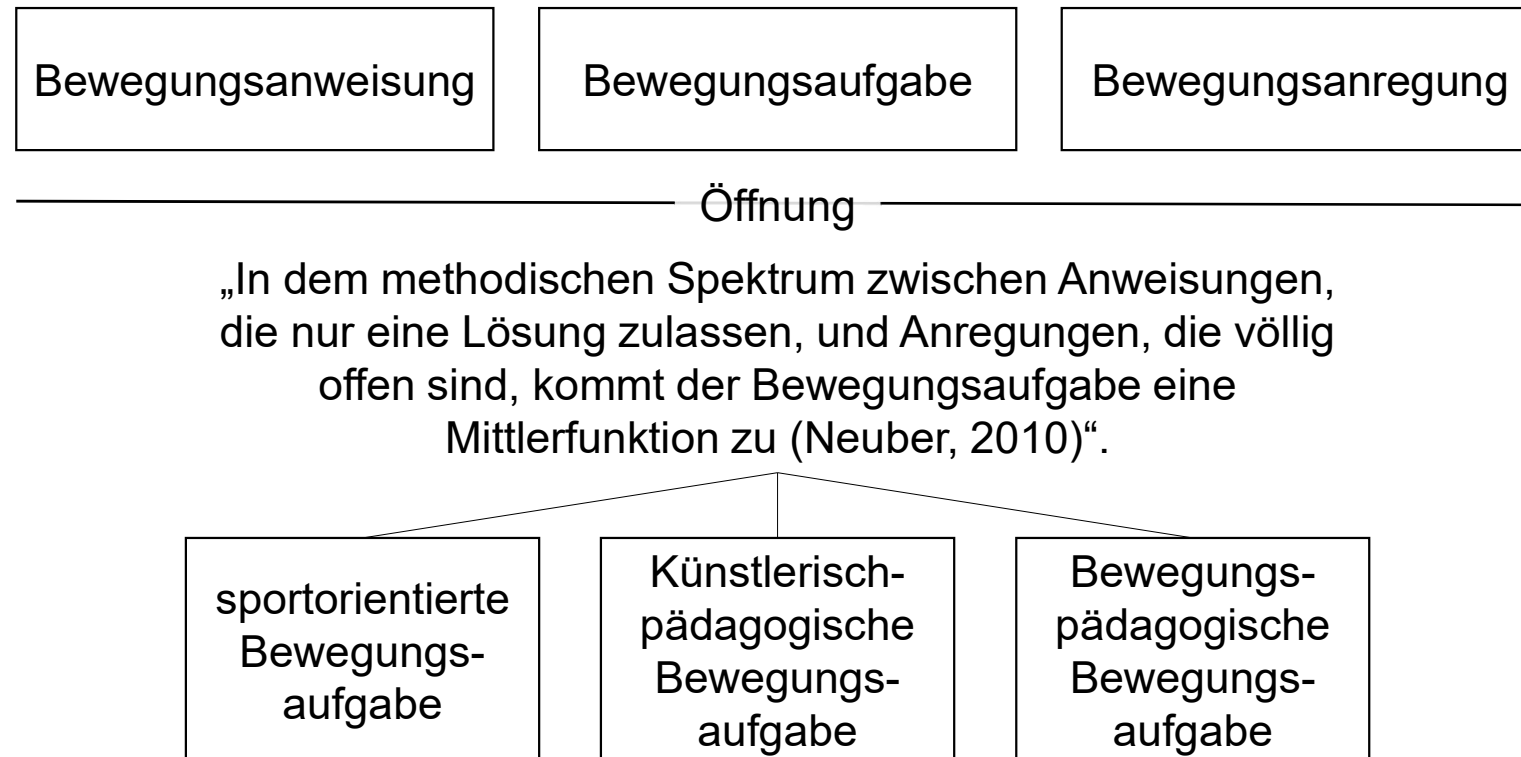 Bewegungsanweisung
Bewegungsaufgabe
Bewegungsanregung
Öffnung
„In dem methodischen Spektrum zwischen Anweisungen,
die nur eine Lösung zulassen, und Anregungen, die völlig
offen sind, kommt der Bewegungsaufgabe eine
Mittlerfunktion zu (Neuber, 2010)“.
sportorientierte
Bewegungs-
aufgabe
Künstlerisch-
pädagogische
Bewegungs-
aufgabe
Bewegungs-
pädagogische
Bewegungs-
aufgabe